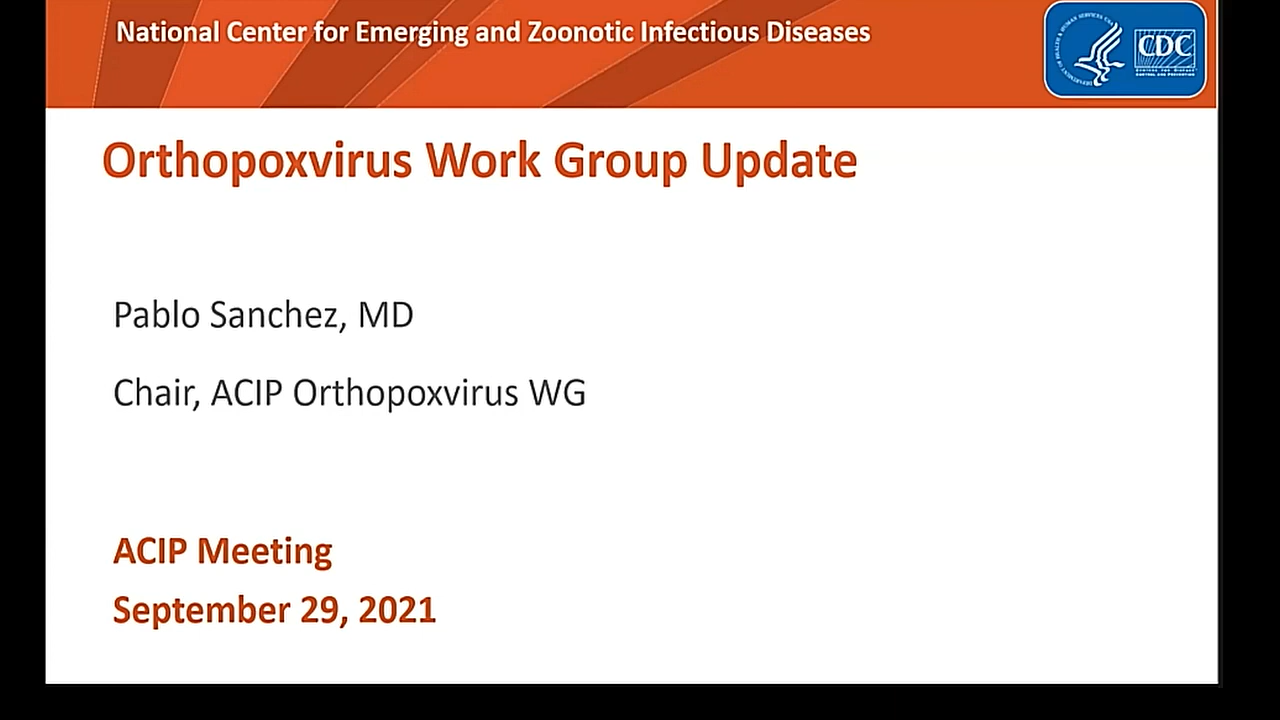 National Center for Emerging and Zoonotic Infectious Diseases
CDC
Orthopoxvirus Work Group Update
Pablo Sanchez, MD
Chair, ACIP Orthopoxvirus WG
ACIP Meeting
September 29, 2021